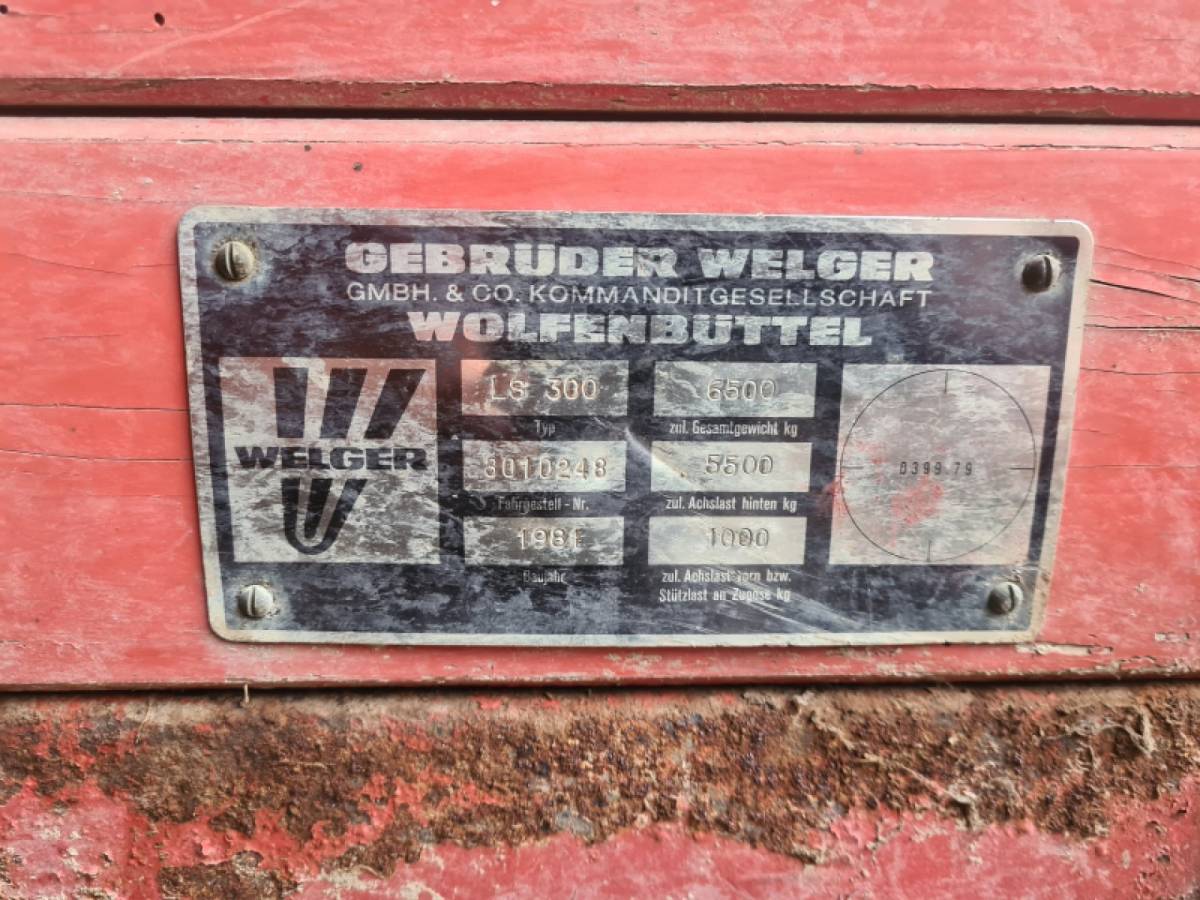 GEBRÜDER WELGER
GMBH. & CO. KOMMANDITGESELLSCHAFT
WOLFENBÜTTEL
WELGER
LS 300
Typ
3010248
Fahrgestell-Nr.
Baujahr
6500
zul. Gesamtgewicht kg
5500
zul. Achslast hinten kg
1000
zul. Achslast vorn bzw.
Stützlast an Zugöse kg
0399 79